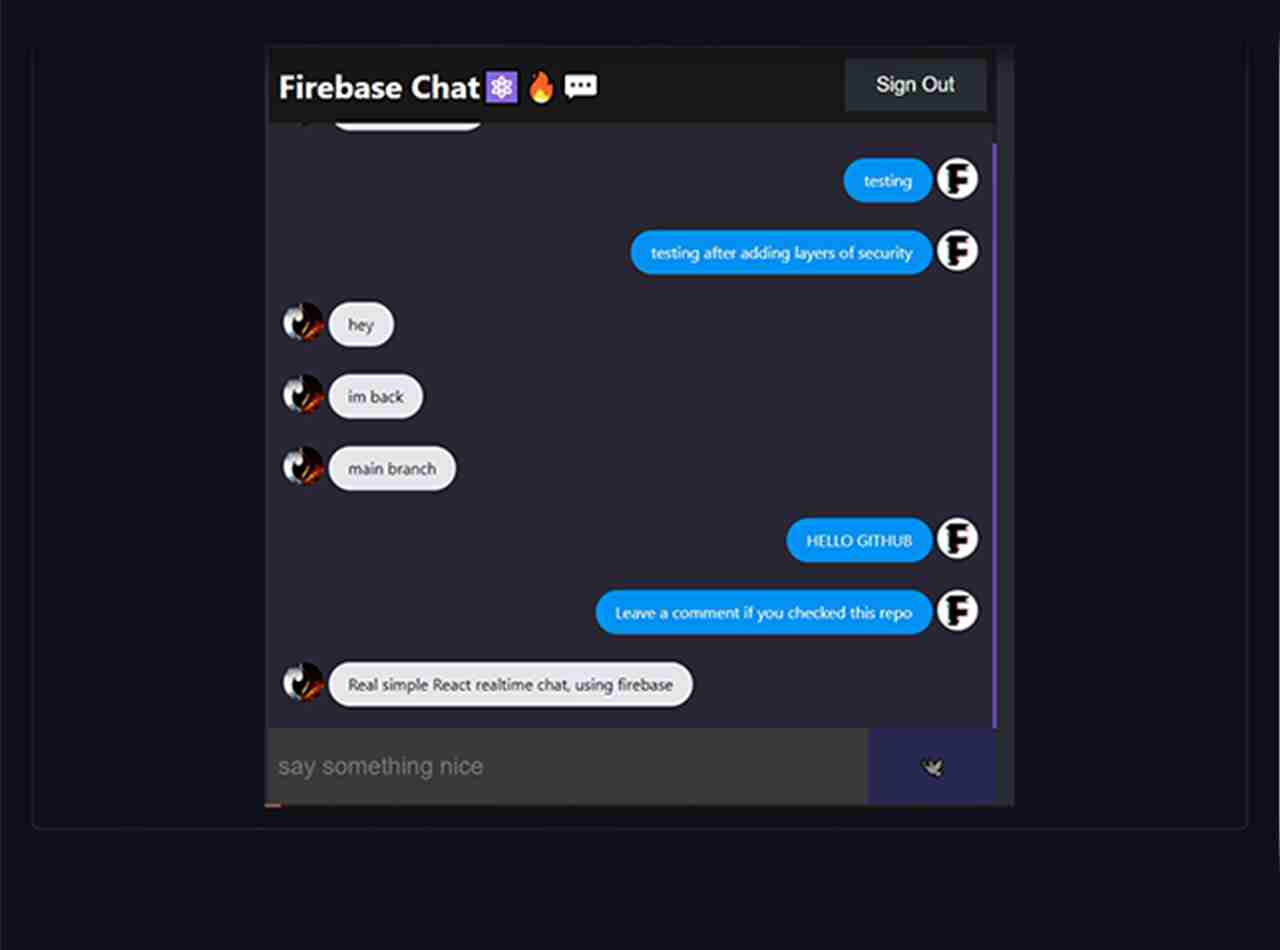 Firebase Chat⚛️🔥💬
Sign Out
testing
testing after adding layers of security
hey
im back
main branch
HELLO GITHUB
Leave a comment if you checked this repo
Real simple React realtime chat, using firebase
say something nice